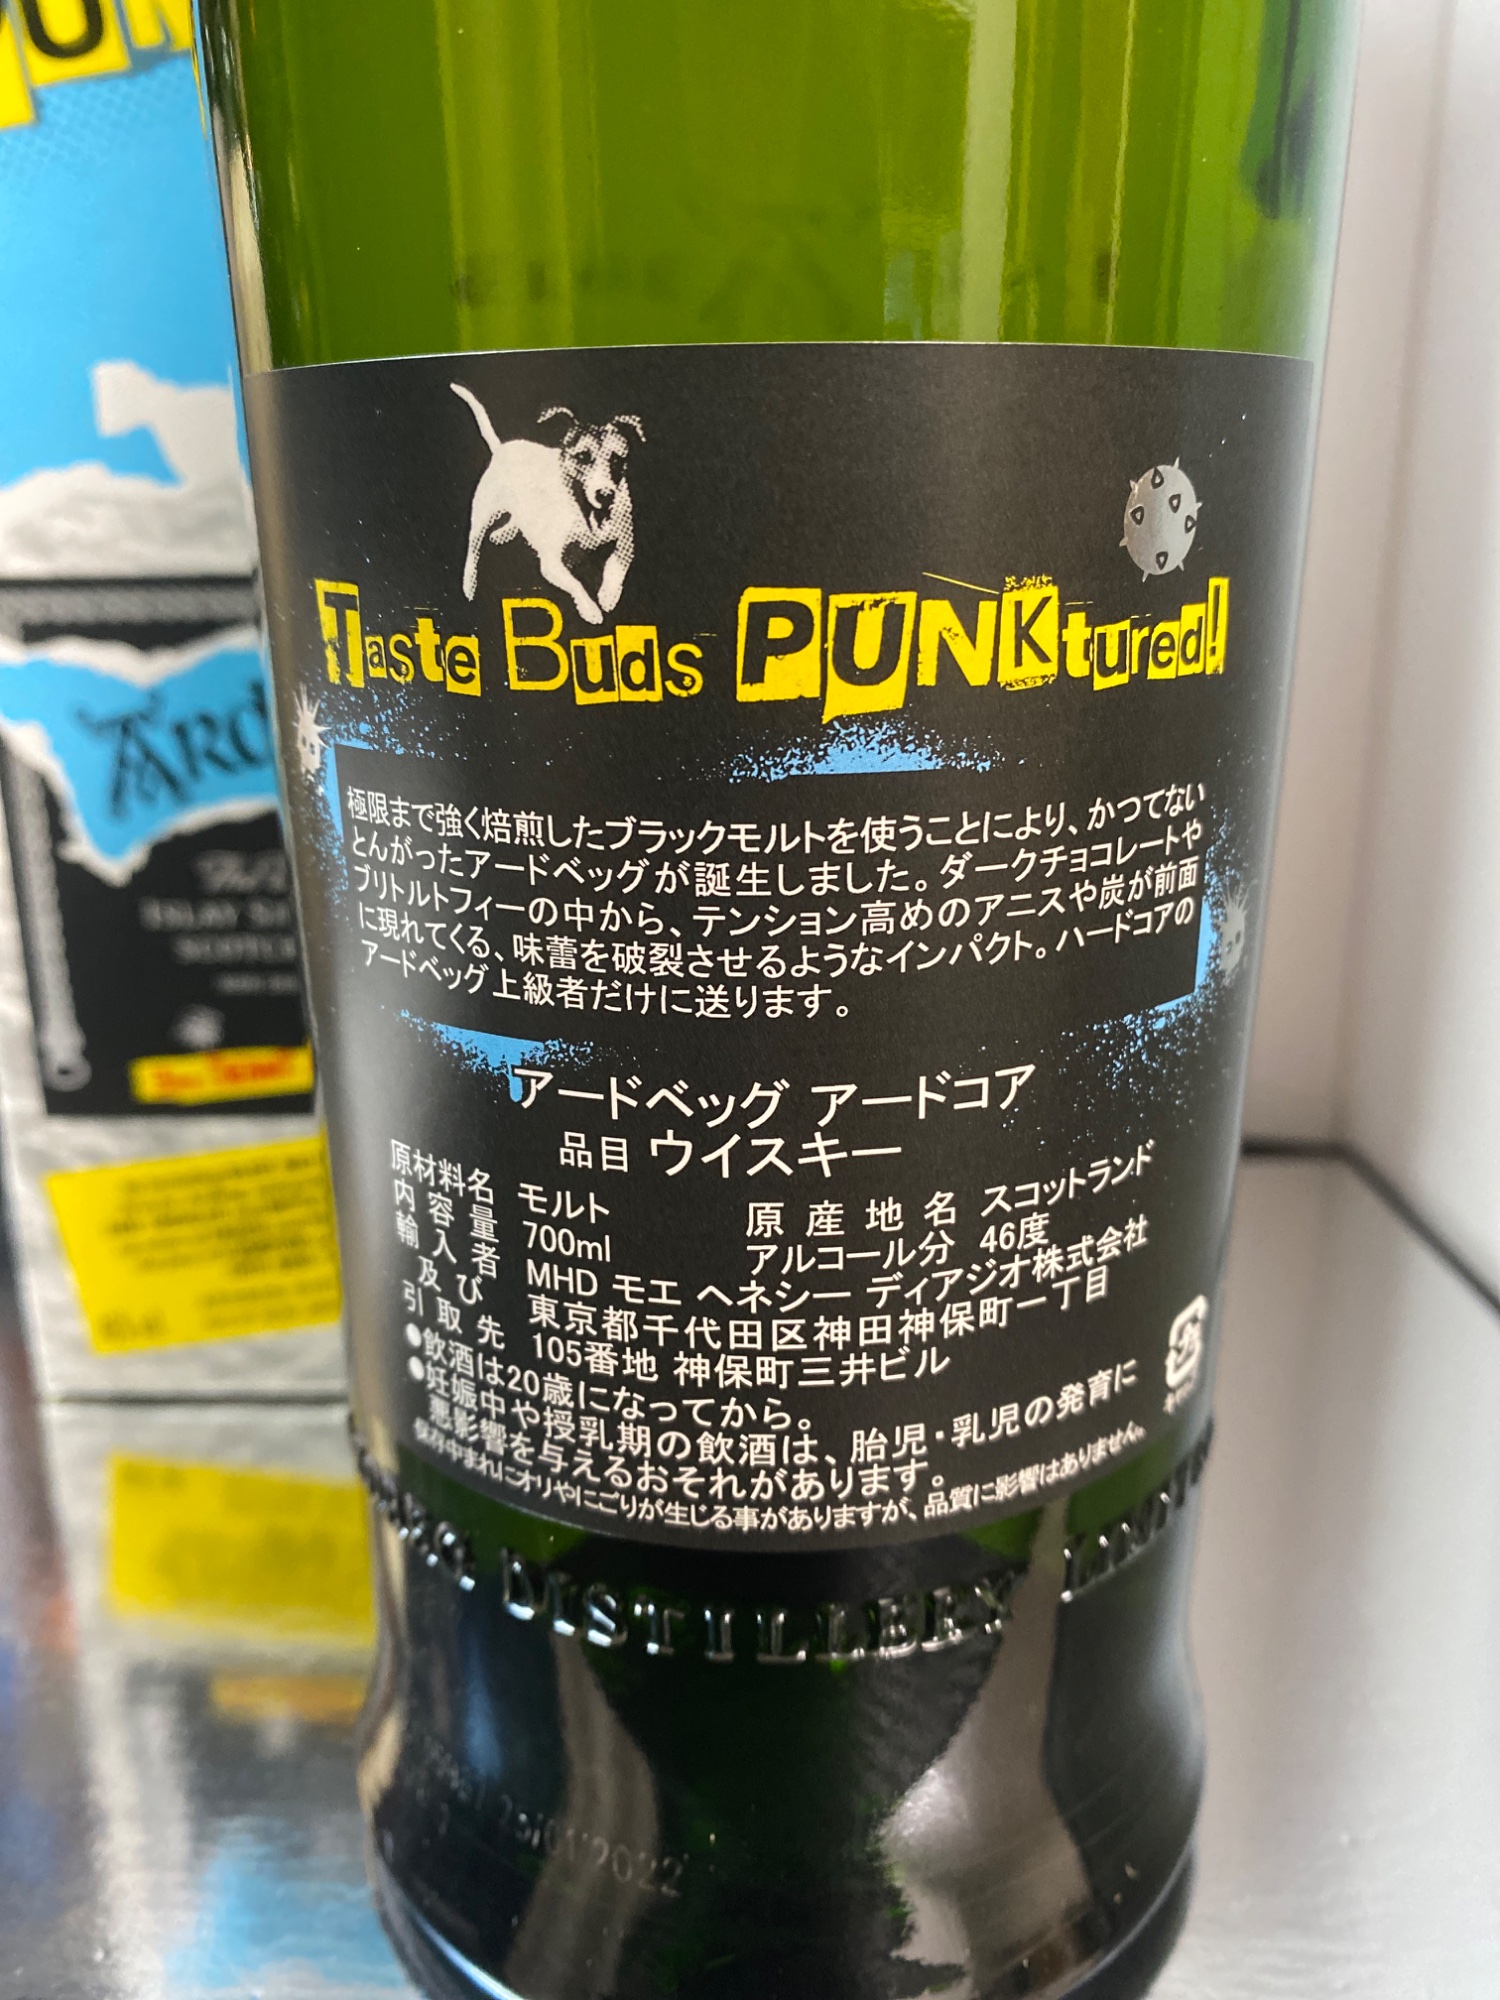 Taste Buds PUNKtured!
極限まで強く焙煎したブラックモルトを使うことにより、かつてない
とんがったアードベッグが誕生しました。ダークチョコレートや
ブリトルトフィーの中から、テンション高めのアニスや炭が前面
に現れてくる、味蕾を破裂させるようなインパクト。ハードコアの
アードベッグ上級者だけに送ります。
アードベッグ アードコア
品目 ウイスキー
原材料名 モルト 原産地名 スコットランド
内容量 700ml アルコール分 46度
輸入者 MHD モエ ヘネシー ディアジオ株式会社
及び 東京都千代田区神田神保町一丁目
引取先 105番地 神保町三井ビル
●飲酒は20歳になってから。
●妊娠中や授乳期の飲酒は、胎児・乳児の発育に
悪影響を与えるおそれがあります。
保存中まれにオリやにごりが生じる事がありますが、品質に影響はありません。
DISTILLERY